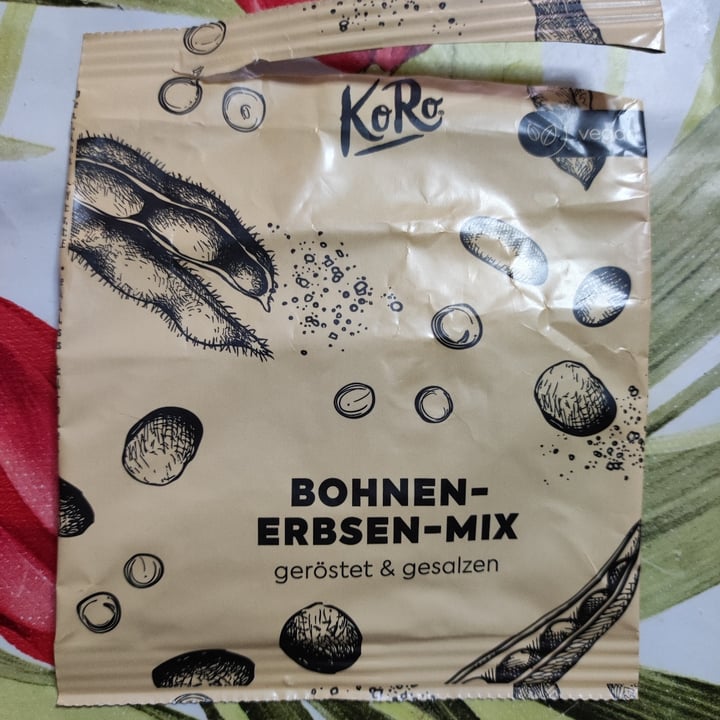 KoRo
vegan
BOHNEN-
ERBSEN-MIX
geröstet & gesalzen